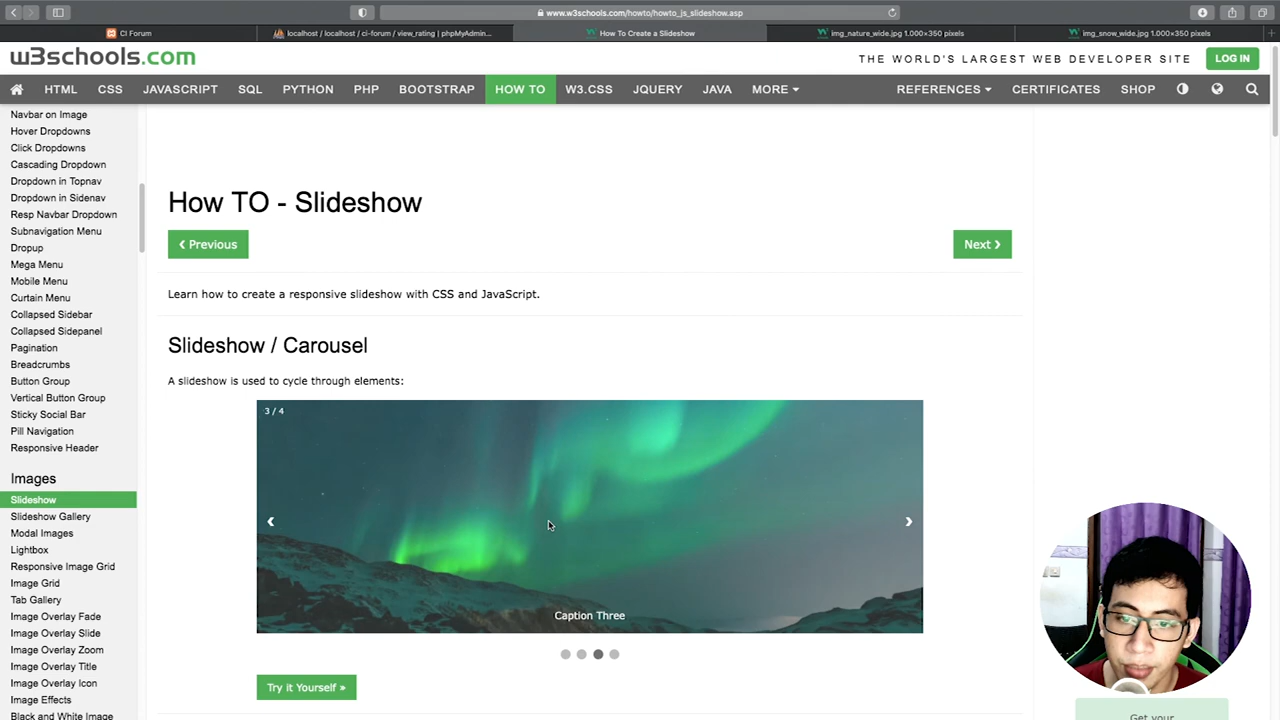 www.w3schools.com/howto/howto_js_slideshow.asp
CI Forum
localhost / localhost / ci-forum / view_rating | phpMyAdmin...
How To Create a Slideshow
img_nature_wide.jpg 1.000×350 pixels
img_snow_wide.jpg 1.000×350 pixels
w3schools.com
THE WORLD'S LARGEST WEB DEVELOPER SITE
LOG IN
HTML CSS JAVASCRIPT SQL PYTHON PHP BOOTSTRAP HOW TO W3.CSS JQUERY JAVA MORE REFERENCES CERTIFICATES SHOP
Navbar on Image
Hover Dropdowns
Click Dropdowns
Cascading Dropdown
Dropdown in Topnav
Dropdown in Sidenav
Resp Navbar Dropdown
Subnavigation Menu
Dropup
Mega Menu
Mobile Menu
Curtain Menu
Collapsed Sidebar
Collapsed Sidepanel
Pagination
Breadcrumbs
Button Group
Vertical Button Group
Sticky Social Bar
Pill Navigation
Responsive Header
Images
Slideshow
Slideshow Gallery
Modal Images
Lightbox
Responsive Image Grid
Image Grid
Tab Gallery
Image Overlay Fade
Image Overlay Slide
Image Overlay Zoom
Image Overlay Title
Image Overlay Icon
Image Effects
Black and White Image
How TO - Slideshow
❮ Previous
Next ❯
Learn how to create a responsive slideshow with CSS and JavaScript.
Slideshow / Carousel
A slideshow is used to cycle through elements:
3 / 4
❮
❯
Caption Three
Try it Yourself »
Get your